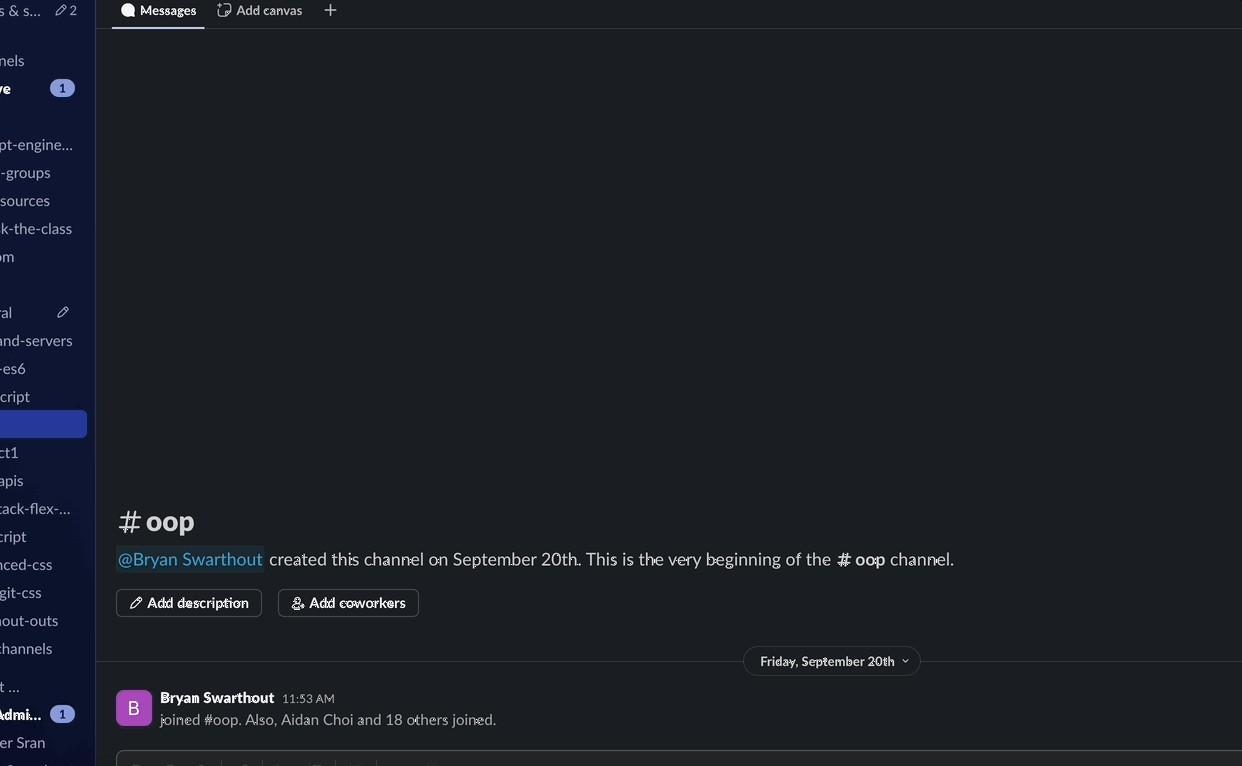 s & s... 2
nels
ve 1
pt-engine...
-groups
sources
k-the-class
om
ral
and-servers
-es6
cript
ct1
apis
tack-flex-...
cript
nced-css
git-css
hout-outs
channels
t ...
Admi... 1
er Sran
Messages Add canvas +
# oop
@Bryan Swarthout created this channel on September 20th. This is the very beginning of the # oop channel.
Add description Add coworkers
Friday, September 20th
B
Bryan Swarthout 11:53 AM
joined #oop. Also, Aidan Choi and 18 others joined.